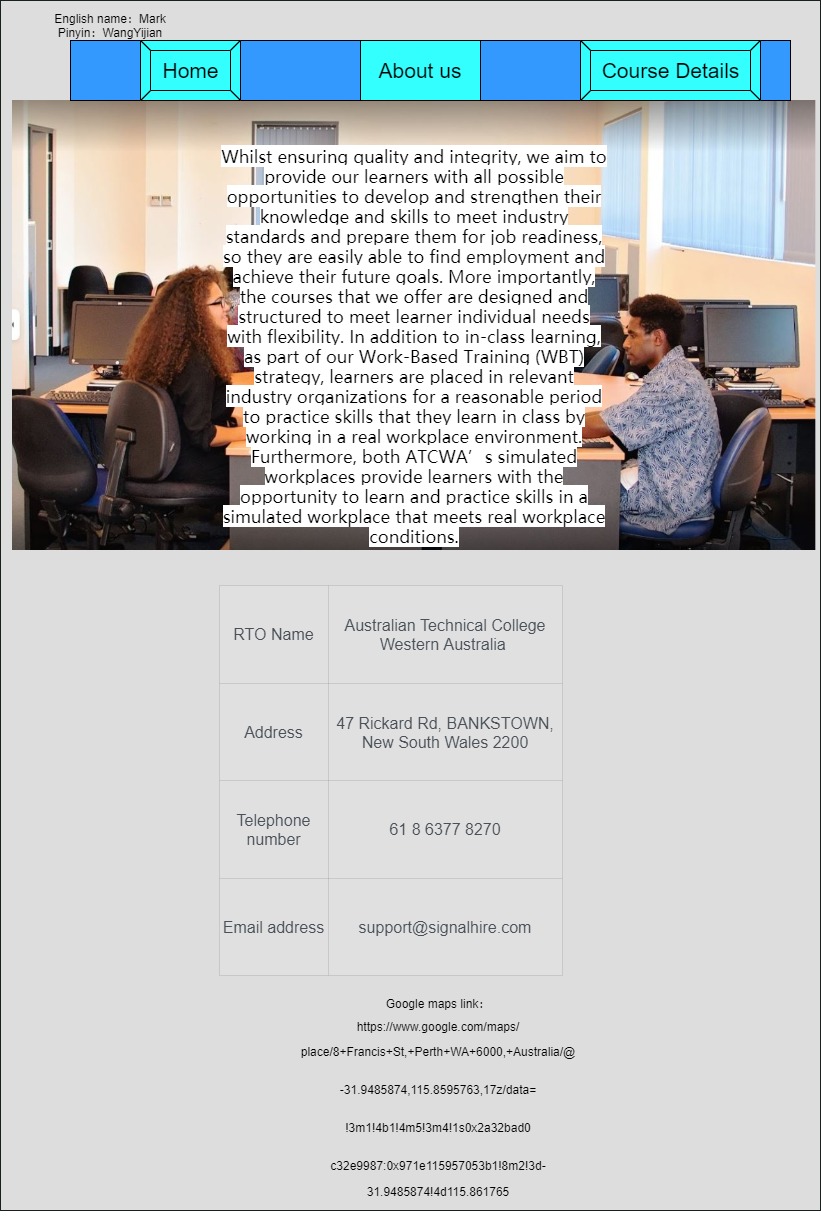 English name：Mark
Pinyin：WangYijian
Home
About us
Course Details
Whilst ensuring quality and integrity, we aim to
provide our learners with all possible
opportunities to develop and strengthen their
knowledge and skills to meet industry
standards and prepare them for job readiness,
so they are easily able to find employment and
achieve their future goals. More importantly,
the courses that we offer are designed and
structured to meet learner individual needs
with flexibility. In addition to in-class learning,
as part of our Work-Based Training (WBT)
strategy, learners are placed in relevant
industry organizations for a reasonable period
to practice skills that they learn in class by
working in a real workplace environment.
Furthermore, both ATCWA’s simulated
workplaces provide learners with the
opportunity to learn and practice skills in a
simulated workplace that meets real workplace
conditions.
RTO Name
Australian Technical College
Western Australia
Address
47 Rickard Rd, BANKSTOWN,
New South Wales 2200
Telephone
number
61 8 6377 8270
Email address
support@signalhire.com
Google maps link：
https://www.google.com/maps/
place/8+Francis+St,+Perth+WA+6000,+Australia/@
-31.9485874,115.8595763,17z/data=
!3m1!4b1!4m5!3m4!1s0x2a32bad0
c32e9987:0x971e115957053b1!8m2!3d-
31.9485874!4d115.861765